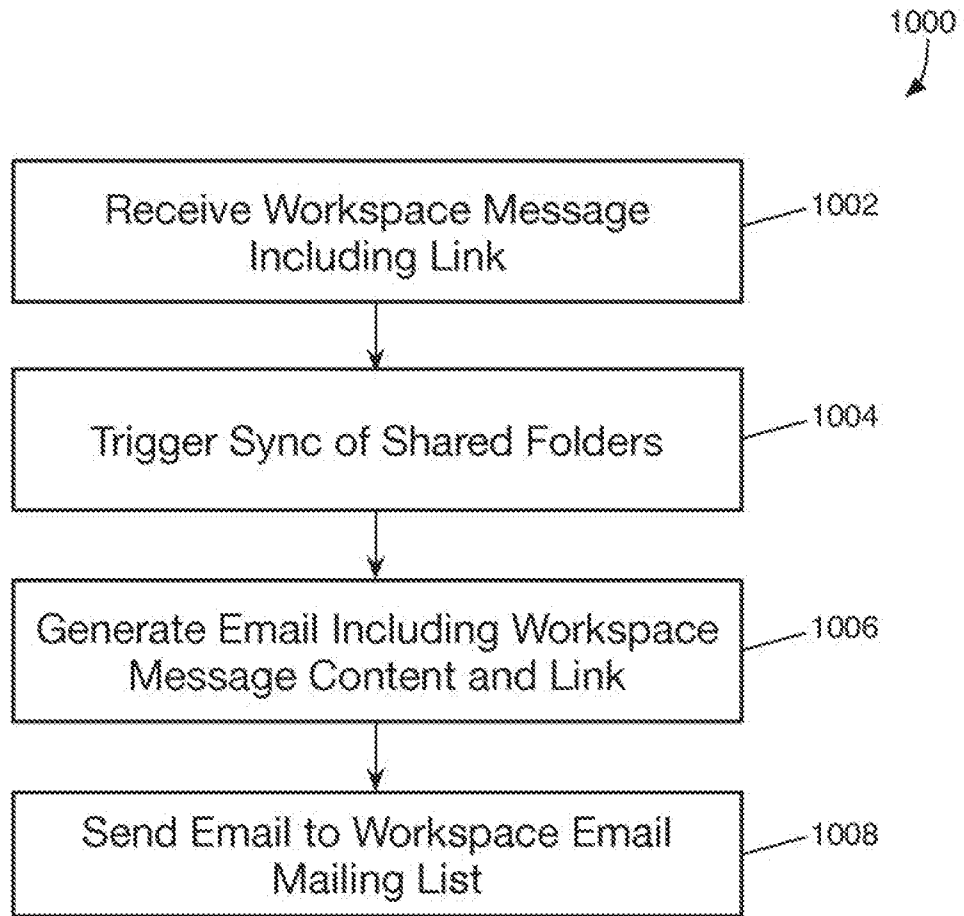 1000
Receive Workspace Message
Including Link
1002
Trigger Sync of Shared Folders
1004
Generate Email Including Workspace
Message Content and Link
1006
Send Email to Workspace Email
Mailing List
1008